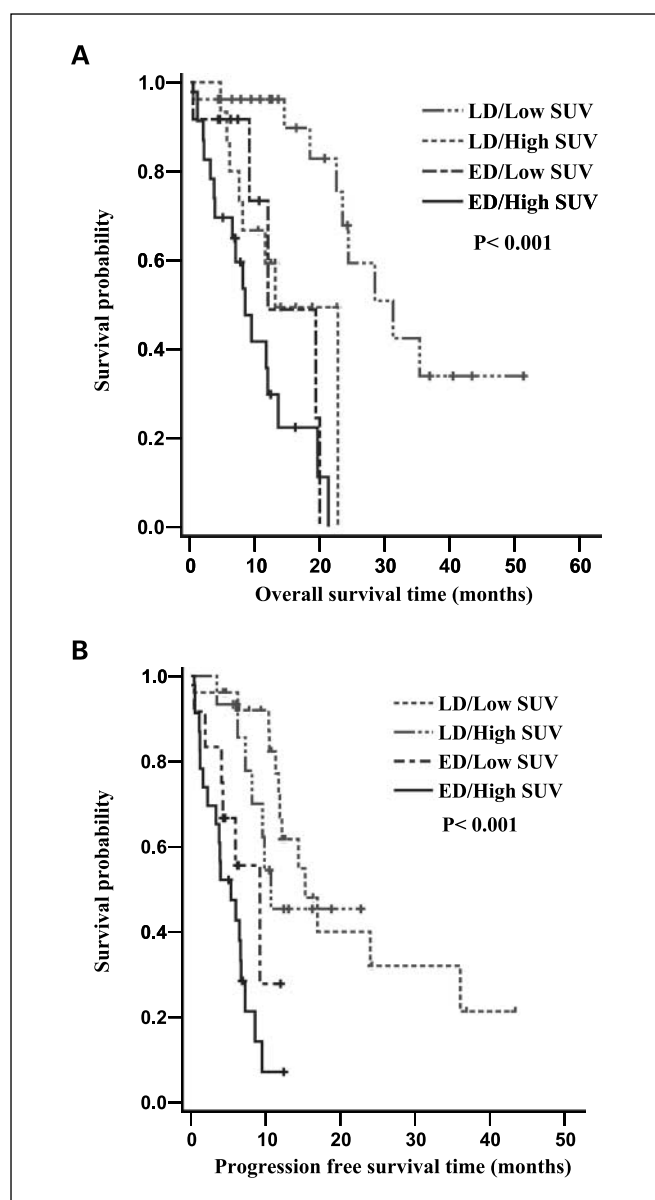 A
1.0
0.8
0.6
0.4
0.2
0.0
Survival probability
LD/Low SUV
LD/High SUV
ED/Low SUV
ED/High SUV
P< 0.001
0 10 20 30 40 50 60
Overall survival time (months)
B
1.0
0.8
0.6
0.4
0.2
0.0
Survival probability
LD/Low SUV
LD/High SUV
ED/Low SUV
ED/High SUV
P< 0.001
0 10 20 30 40 50
Progression free survival time (months)